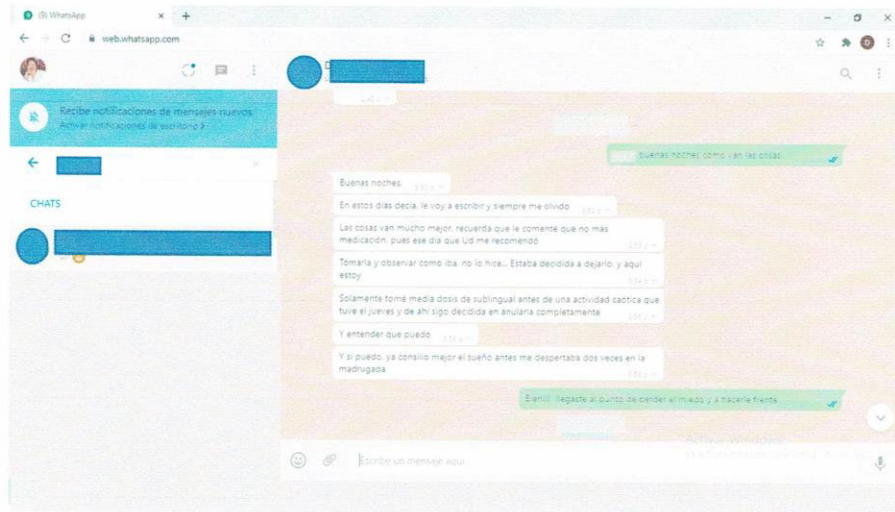 (9) WhatsApp
web.whatsapp.com
Recibe notificaciones de mensajes nuevos
Activar notificaciones de escritorio >
CHATS
buenas noches como van las cosas
Buenas noches
En estos días decía, le voy a escribir y siempre me olvido
Las cosas van mucho mejor, recuerda que le comente que no más
medicación, pues ese día que Ud me recomendó
Tomarla y observar como iba, no lo hice... Estaba decidida a dejarlo, y aquí
estoy
Solamente tomé media dosis de sublingual antes de una actividad caótica que
tuve el jueves y de ahí sigo decidida en anularla completamente
Y entender que puedo
Y si puedo, ya consilio mejor el sueño antes me despertaba dos veces en la
madrugada
llegaste al punto de perder el miedo y a hacerle frente
Activar Windows
Escribe un mensaje aquí